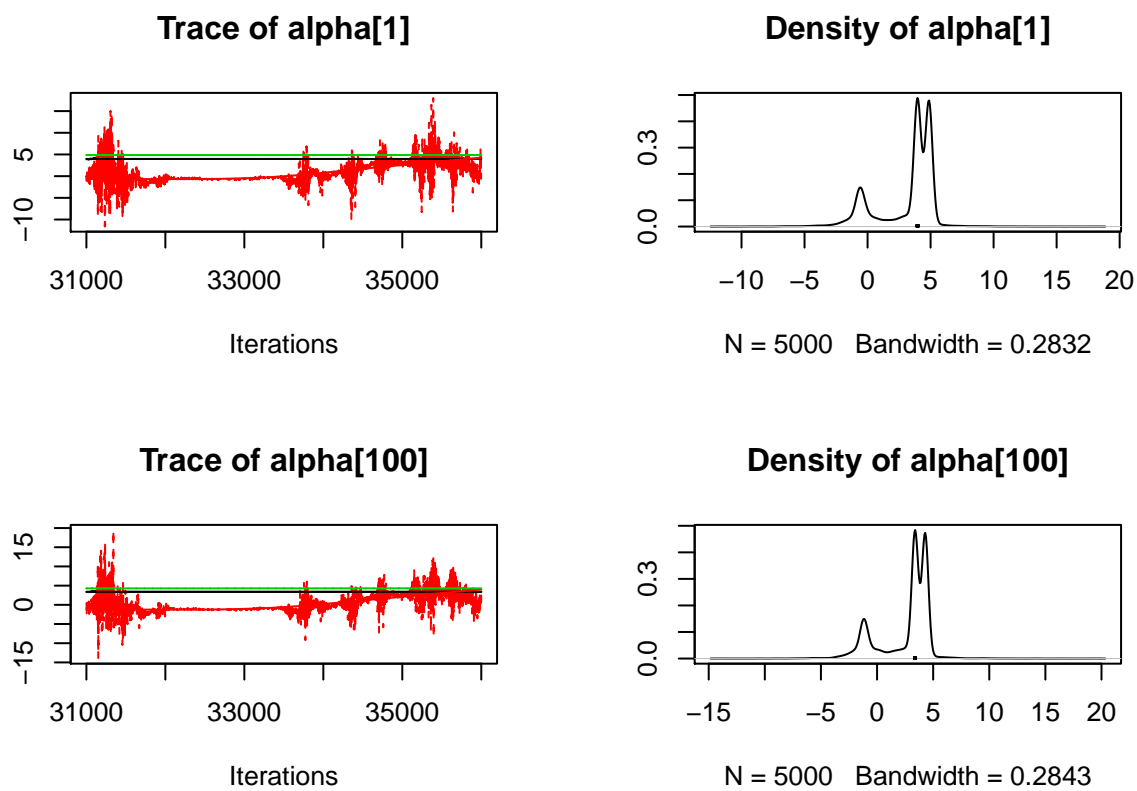 Trace of alpha[1]
5
−10
31000 33000 35000
Iterations
Density of alpha[1]
0.3
0.0
−10 −5 0 5 10 15 20
N = 5000 Bandwidth = 0.2832
Trace of alpha[100]
15
0
−15
31000 33000 35000
Iterations
Density of alpha[100]
0.3
0.0
−15 −5 0 5 10 15 20
N = 5000 Bandwidth = 0.2843